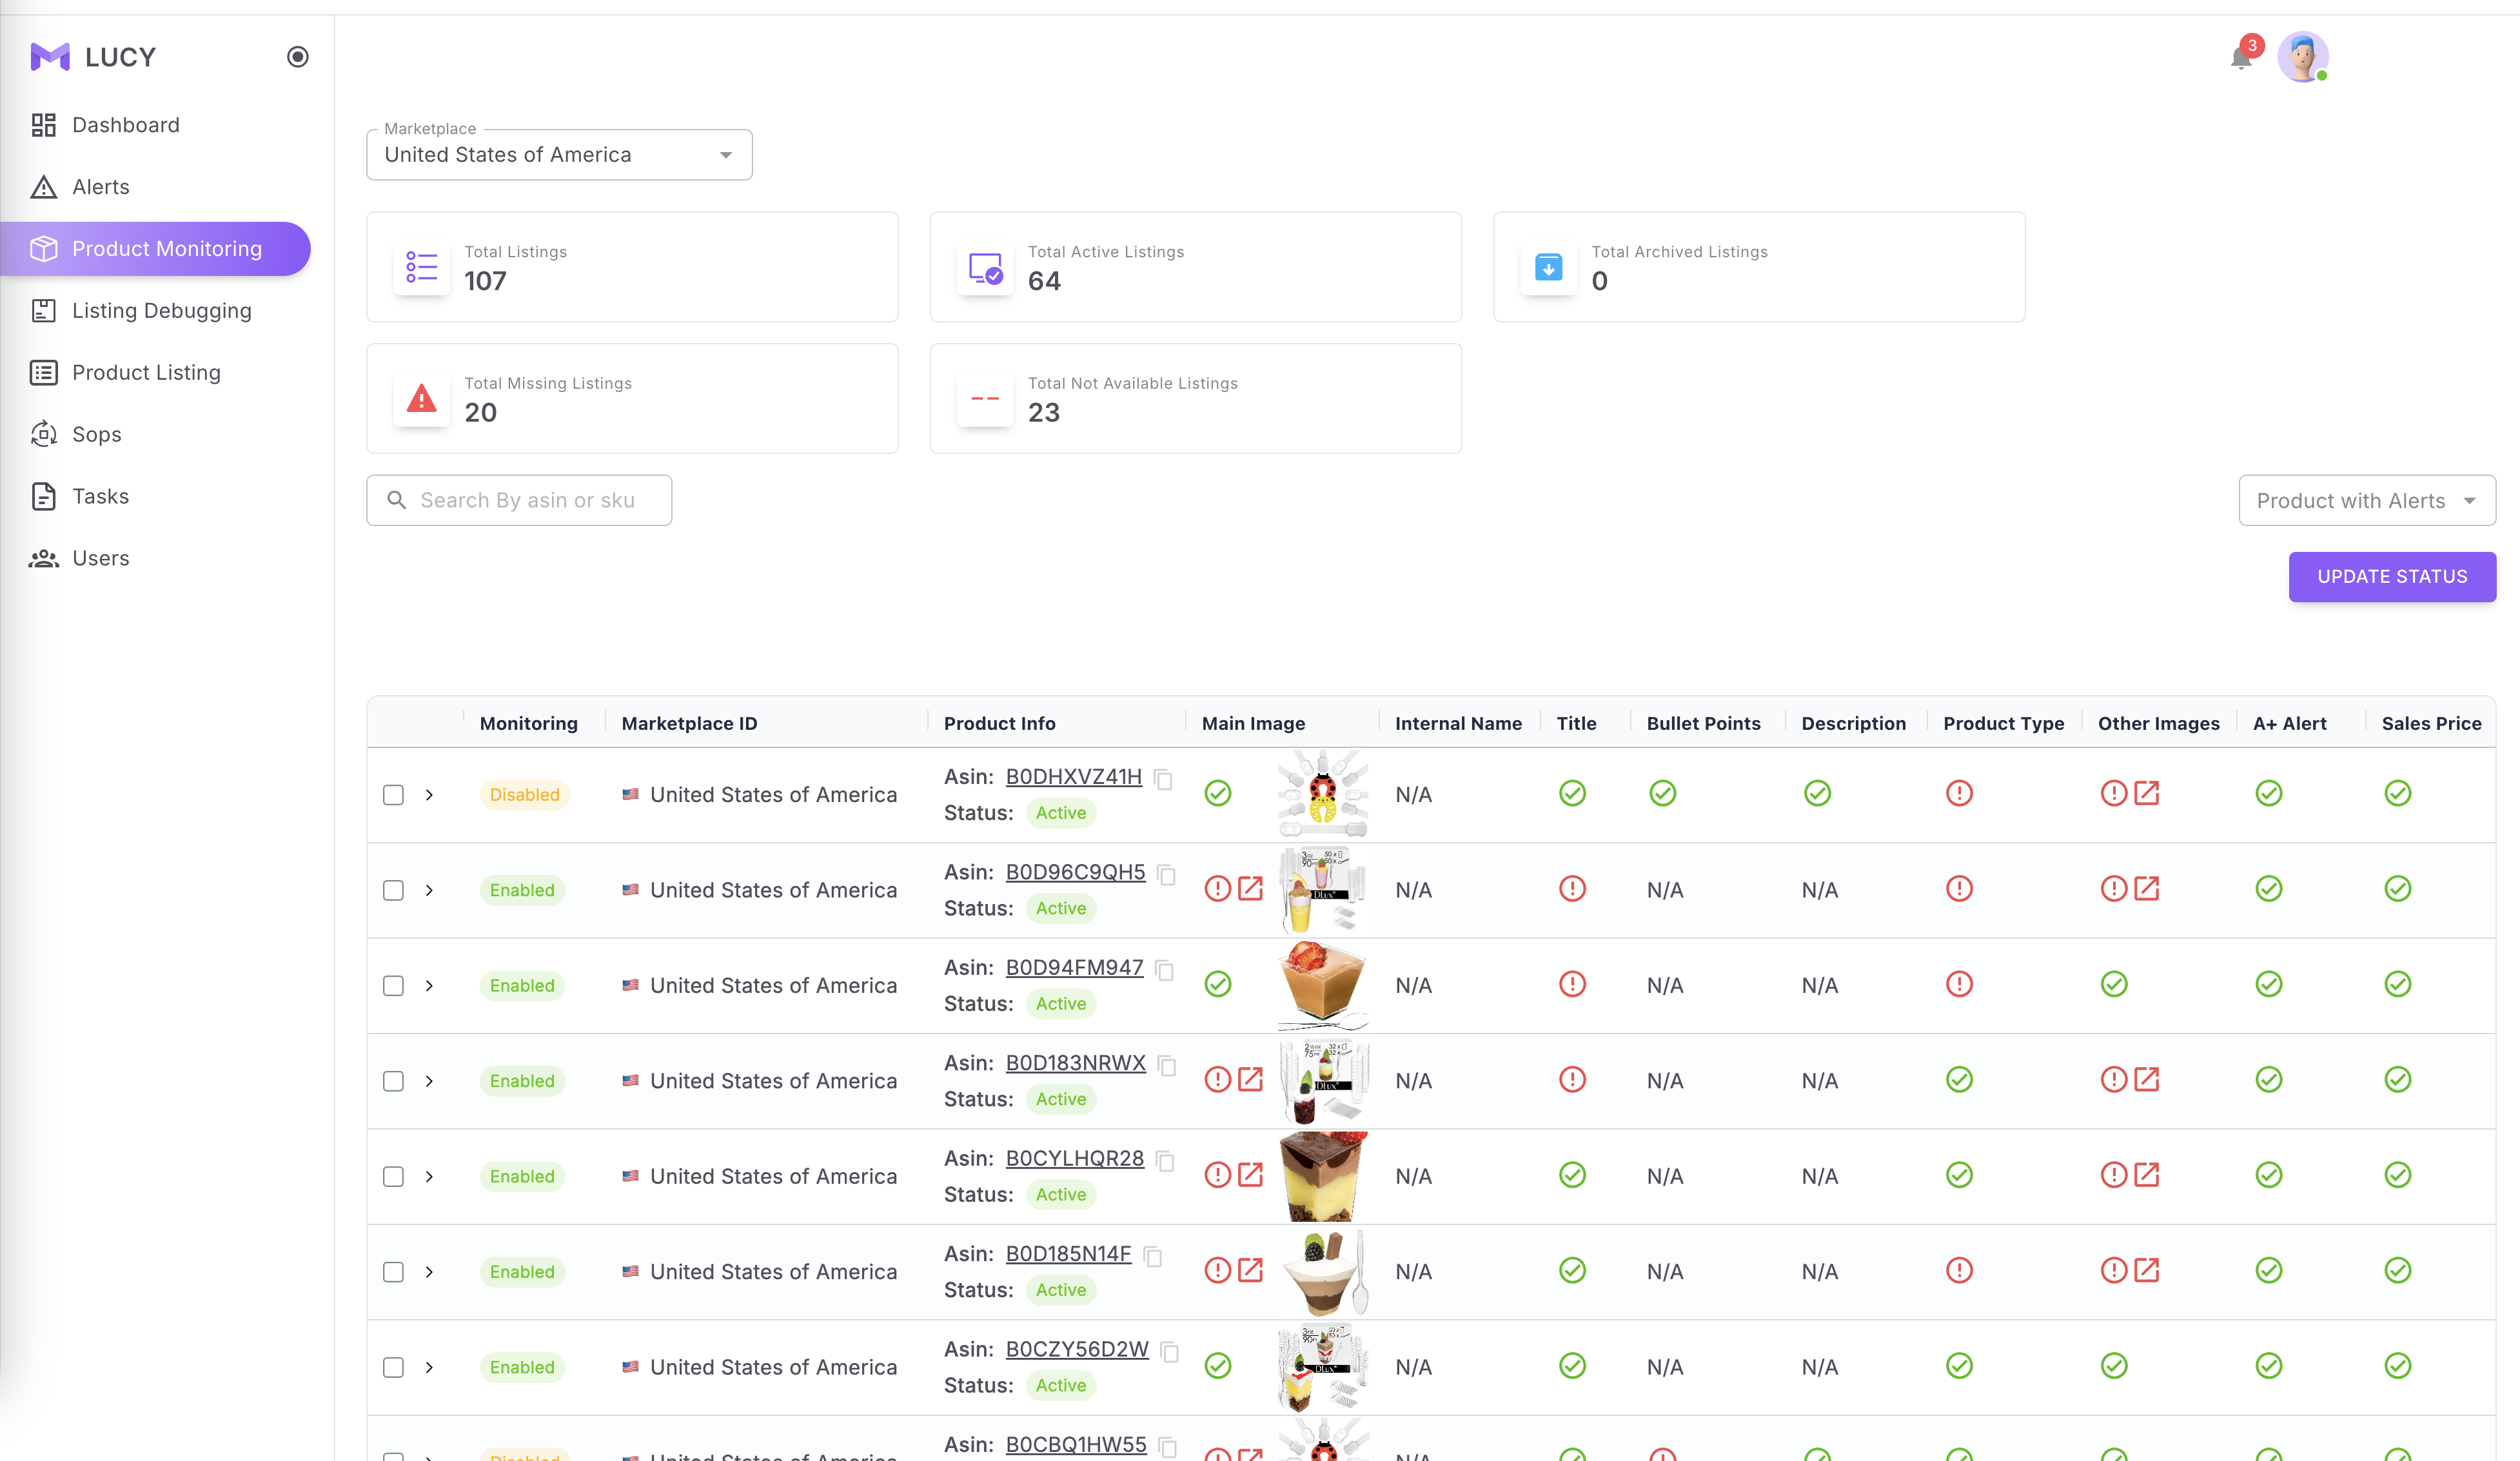 LUCY
3
Dashboard
Alerts
Product Monitoring
Listing Debugging
Product Listing
Sops
Tasks
Users
Marketplace
United States of America
Total Listings
107
Total Active Listings
64
Total Archived Listings
0
Total Missing Listings
20
Total Not Available Listings
23
Search By asin or sku
Product with Alerts
UPDATE STATUS
Monitoring Marketplace ID Product Info Main Image Internal Name Title Bullet Points Description Product Type Other Images A+ Alert Sales Price
Disabled United States of America Asin: B0DHXVZ41H N/A
Status: Active
Enabled United States of America Asin: B0D96C9QH5 N/A N/A N/A
Status: Active
Enabled United States of America Asin: B0D94FM947 N/A N/A N/A
Status: Active
Enabled United States of America Asin: B0D183NRWX N/A N/A N/A
Status: Active
Enabled United States of America Asin: B0CYLHQR28 N/A N/A N/A
Status: Active
Enabled United States of America Asin: B0D185N14F N/A N/A N/A
Status: Active
Enabled United States of America Asin: B0CZY56D2W N/A N/A N/A
Status: Active
Disabled United States of America Asin: B0CBQ1HW55 N/A